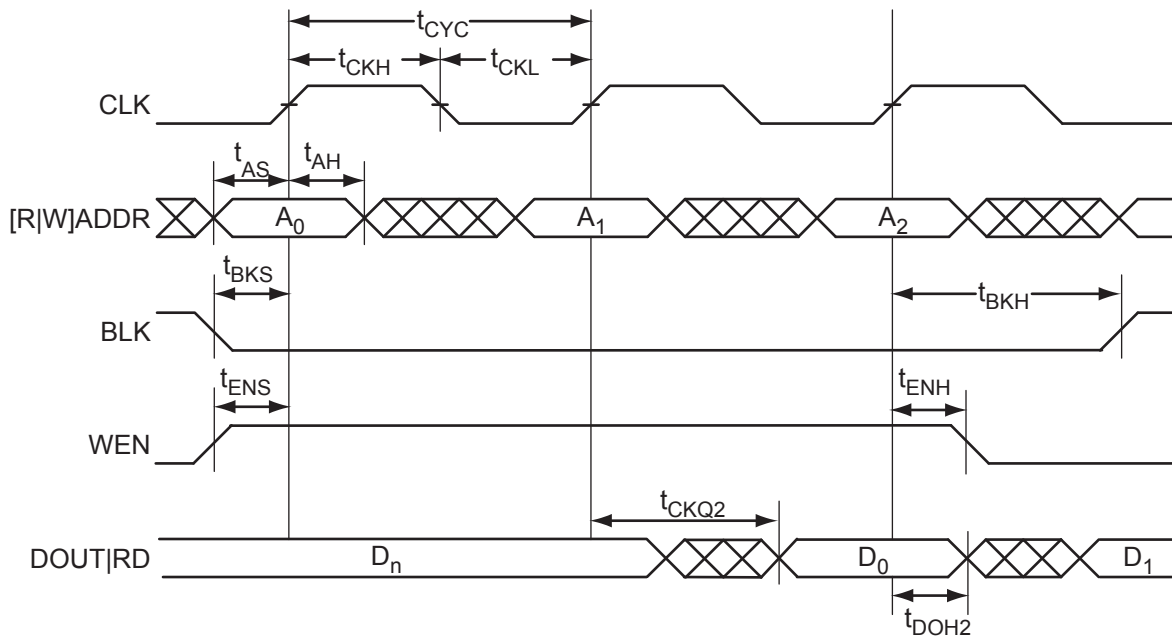 tCYC
tCKH tCKL
CLK
tAS tAH
[R|W]ADDR A0 A1 A2
tBKS tBKH
BLK
tENS tENH
WEN
tCKQ2
DOUT|RD Dn D0 D1
tDOH2